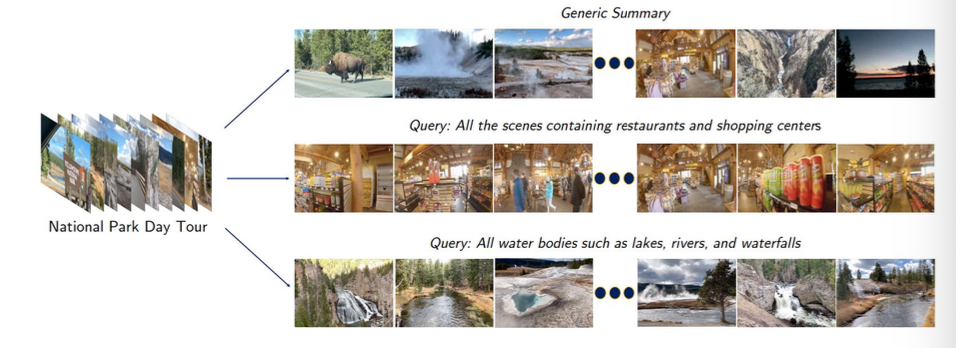 Generic Summary
Query: All the scenes containing restaurants and shopping centers
National Park Day Tour
Query: All water bodies such as lakes, rivers, and waterfalls